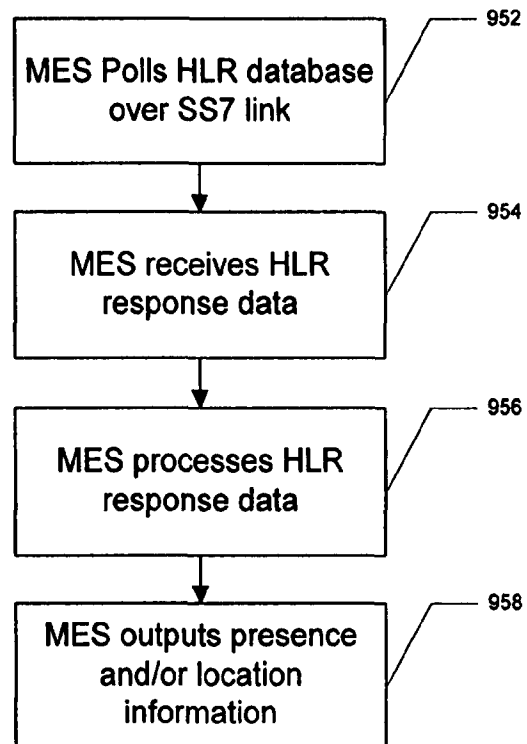 952
MES Polls HLR database
over SS7 link
954
MES receives HLR
response data
956
MES processes HLR
response data
958
MES outputs presence
and/or location
information